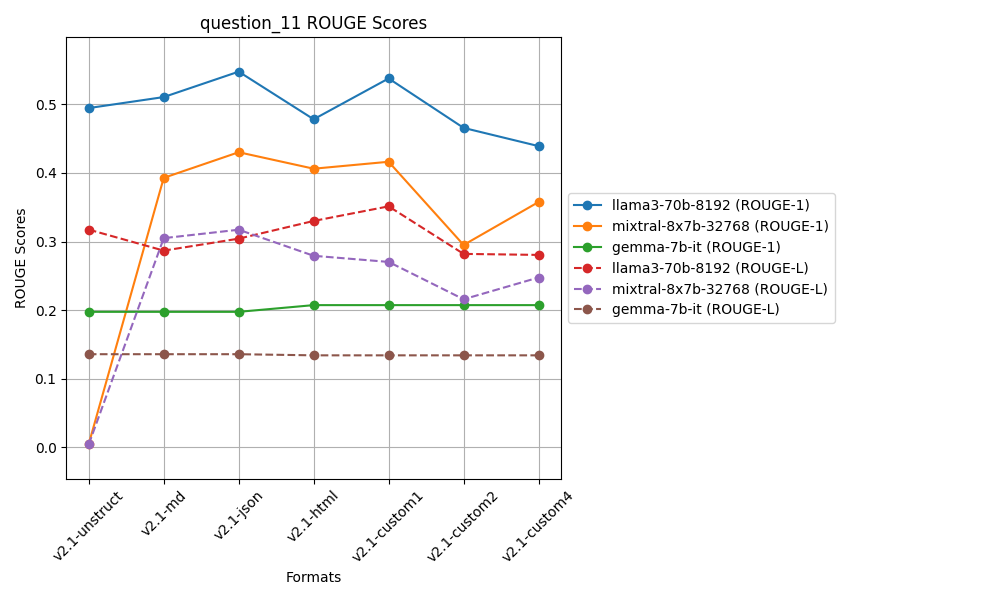 question_11 ROUGE Scores
ROUGE Scores
0.5
0.4
0.3
0.2
0.1
0.0
v2.1-unstruct
v2.1-md
v2.1-json
v2.1-html
v2.1-custom1
v2.1-custom2
v2.1-custom4
Formats
llama3-70b-8192 (ROUGE-1)
mixtral-8x7b-32768 (ROUGE-1)
gemma-7b-it (ROUGE-1)
llama3-70b-8192 (ROUGE-L)
mixtral-8x7b-32768 (ROUGE-L)
gemma-7b-it (ROUGE-L)